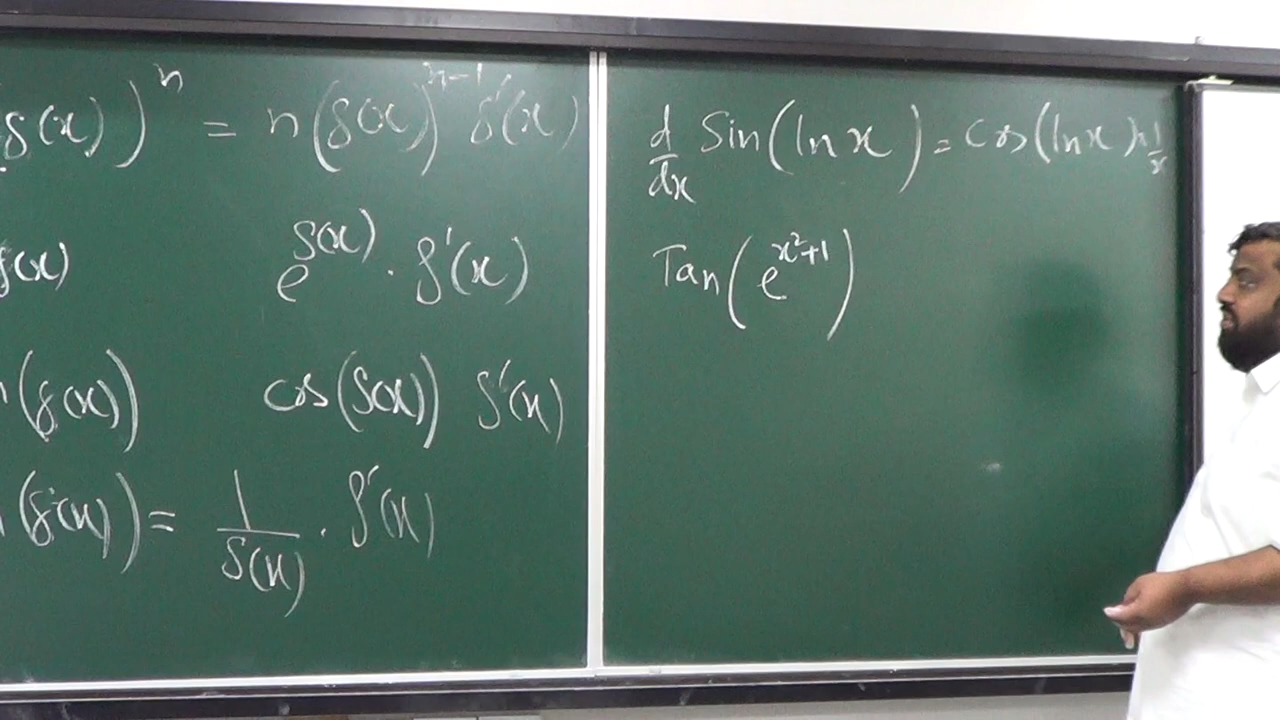 f(x))^n = n(f(x))^{n-1} f'(x)
f(x) e^{f(x)} · f'(x)
n(f(x)) cos(f(x)) f'(x)
n(f(x)) = 1/f(x) · f'(x)
d/dx Sin(ln x) = Cos(ln x) × 1/x
Tan(e^{x²+1})